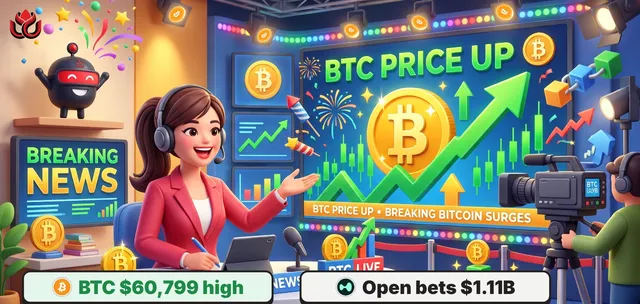 BTC PRICE UP
BREAKING
NEWS
BTC PRICE UP • BREAKING BITCOIN SURGES
BTC
NEWS
BTC LIVE
BTC $60,799 high
Open bets $1.11B